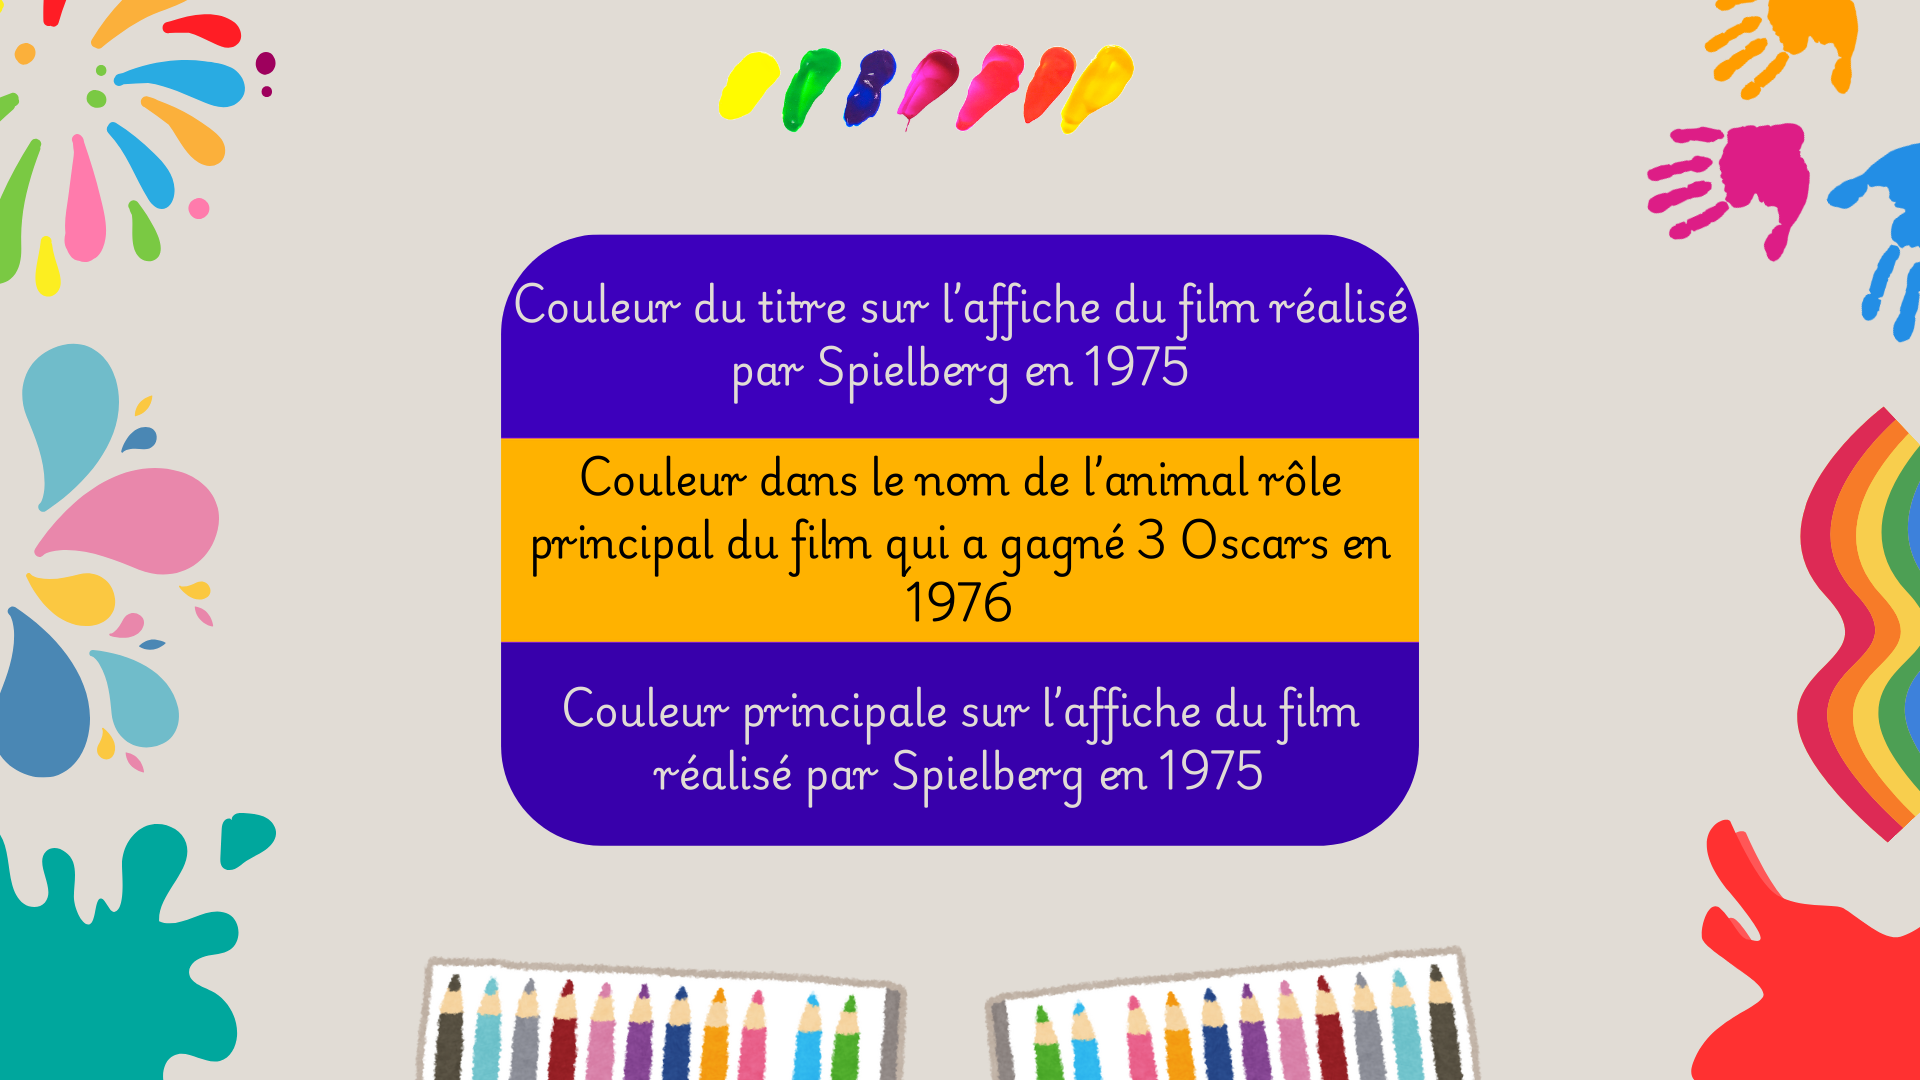 Couleur du titre sur l’affiche du film réalisé
par Spielberg en 1975
Couleur dans le nom de l’animal rôle
principal du film qui a gagné 3 Oscars en
1976
Couleur principale sur l’affiche du film
réalisé par Spielberg en 1975